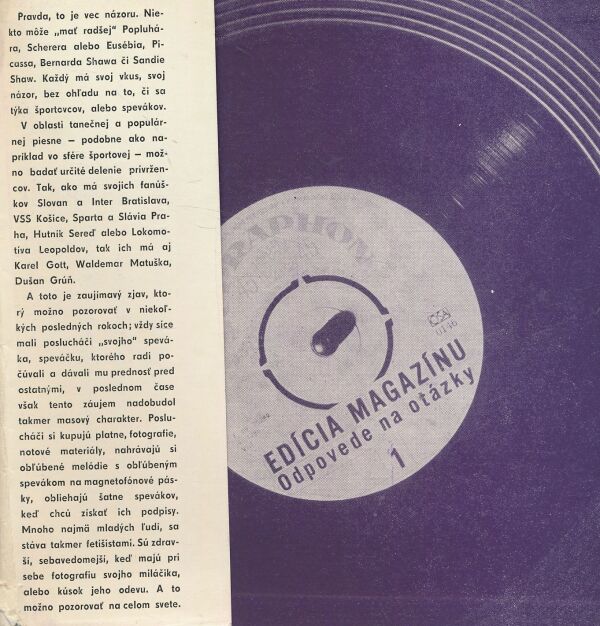 Pravda, to je vec názoru. Nie-
kto môže „mať radšej“ Popluhá-
ra, Scherera alebo Eusébia, Pi-
cassa, Bernarda Shawa či Sandie
Shaw. Každý má svoj vkus, svoj
názor, bez ohľadu na to, či sa
týka športovcov, alebo spevákov.
V oblasti tanečnej a populár-
nej piesne — podobne ako na-
príklad vo sfére športovej — mož-
no badať určité delenie privržen-
cov. Tak, ako má svojich fanúš-
kov Slovan a Inter Bratislava,
VSS Košice, Sparta a Slávia Pra-
ha, Hutník Sereď alebo Lokomo-
tíva Leopoldov, tak ich má aj
Karel Gott, Waldemar Matuška,
Dušan Grúň.
A toto je zaujímavý zjav, kto-
rý možno pozorovať v niekoľ-
kých posledných rokoch; vždy síce
mali poslucháči „svojho“ spevá-
ka, speváčku, ktorého radi po-
čúvali a dávali mu prednosť pred
ostatnými, v poslednom čase
však tento záujem nadobudol
takmer masový charakter. Poslu-
cháči si kupujú platne, fotografie,
notové materiály, nahrávajú si
obľúbené melódie s obľúbeným
spevákom na magnetofónové pás-
ky, obliehajú šatne spevákov,
keď chcú získať ich podpisy.
Mnoho najmä mladých ľudí, sa
stáva takmer fetišistami. Sú zdrav-
ší, sebavedomejší, keď majú pri
sebe fotografiu svojho miláčika,
alebo kúsok jeho odevu. A to
možno pozorovať na celom svete.
EDÍCIA MAGAZÍNU
Odpovede na otázky
1
0146